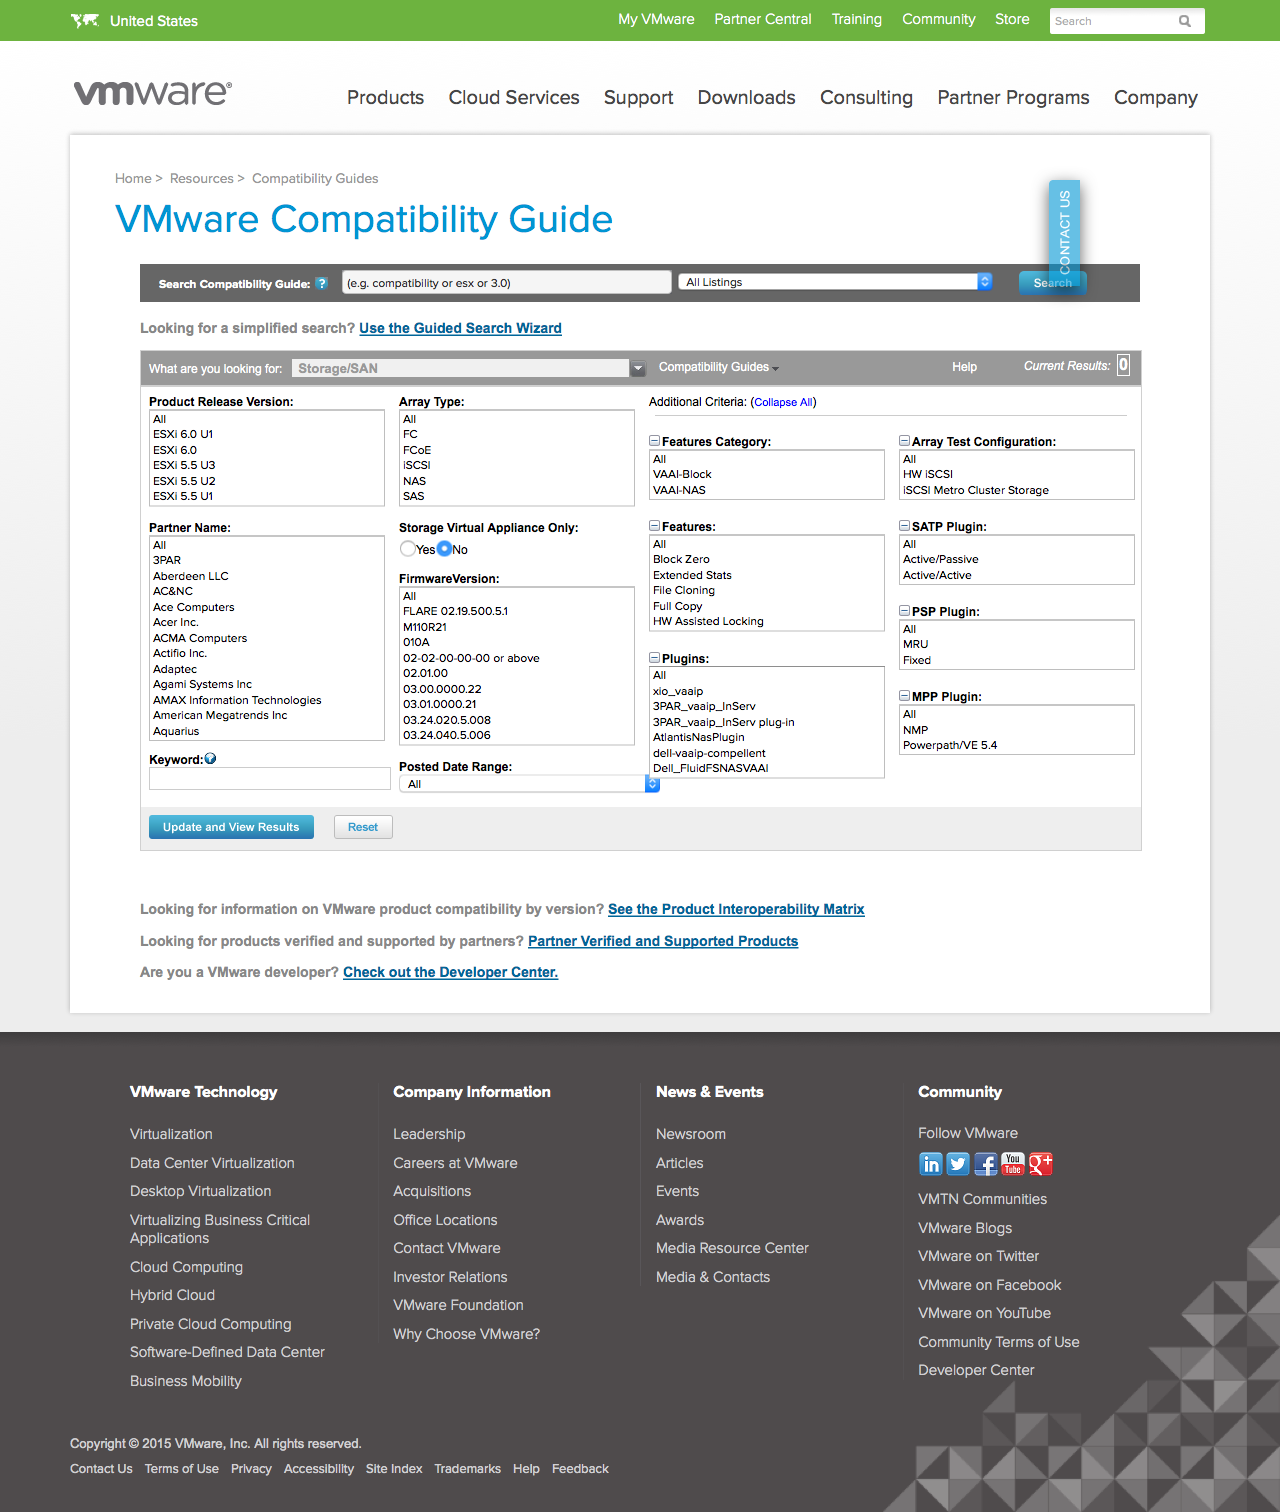 United States
My VMware Partner Central Training Community Store Search
vmware®
Products Cloud Services Support Downloads Consulting Partner Programs Company
Home > Resources > Compatibility Guides
VMware Compatibility Guide
CONTACT US
Search Compatibility Guide: ? (e.g. compatibility or esx or 3.0) All Listings Search
Looking for a simplified search? Use the Guided Search Wizard
What are you looking for: Storage/SAN Compatibility Guides Help Current Results: 0
Product Release Version:
All
ESXi 6.0 U1
ESXi 6.0
ESXi 5.5 U3
ESXi 5.5 U2
ESXi 5.5 U1
Partner Name:
All
3PAR
Aberdeen LLC
AC&NC
Ace Computers
Acer Inc.
ACMA Computers
Actifio Inc.
Adaptec
Agami Systems Inc
AMAX Information Technologies
American Megatrends Inc
Aquarius
Keyword: ?
Array Type:
All
FC
FCoE
iSCSI
NAS
SAS
Storage Virtual Appliance Only:
Yes No
FirmwareVersion:
All
FLARE 02.19.500.5.1
M110R21
010A
02-02-00-00-00 or above
02.01.00
03.00.0000.22
03.01.0000.21
03.24.020.5.008
03.24.040.5.006
Posted Date Range:
All
Additional Criteria: (Collapse All)
Features Category:
All
VAAI-Block
VAAI-NAS
Features:
All
Block Zero
Extended Stats
File Cloning
Full Copy
HW Assisted Locking
Plugins:
All
xio_vaaip
3PAR_vaaip_InServ
3PAR_vaaip_InServ plug-in
AtlantisNasPlugin
dell-vaaip-compellent
Dell_FluidFSNASVAAI
Array Test Configuration:
All
HW iSCSI
iSCSI Metro Cluster Storage
SATP Plugin:
All
Active/Passive
Active/Active
PSP Plugin:
All
MRU
Fixed
MPP Plugin:
All
NMP
Powerpath/VE 5.4
Update and View Results Reset
Looking for information on VMware product compatibility by version? See the Product Interoperability Matrix
Looking for products verified and supported by partners? Partner Verified and Supported Products
Are you a VMware developer? Check out the Developer Center.
VMware Technology
Virtualization
Data Center Virtualization
Desktop Virtualization
Virtualizing Business Critical
Applications
Cloud Computing
Hybrid Cloud
Private Cloud Computing
Software-Defined Data Center
Business Mobility
Company Information
Leadership
Careers at VMware
Acquisitions
Office Locations
Contact VMware
Investor Relations
VMware Foundation
Why Choose VMware?
News & Events
Newsroom
Articles
Events
Awards
Media Resource Center
Media & Contacts
Community
Follow VMware
in f You Tube g+
VMTN Communities
VMware Blogs
VMware on Twitter
VMware on Facebook
VMware on YouTube
Community Terms of Use
Developer Center
Copyright © 2015 VMware, Inc. All rights reserved.
Contact Us Terms of Use Privacy Accessibility Site Index Trademarks Help Feedback